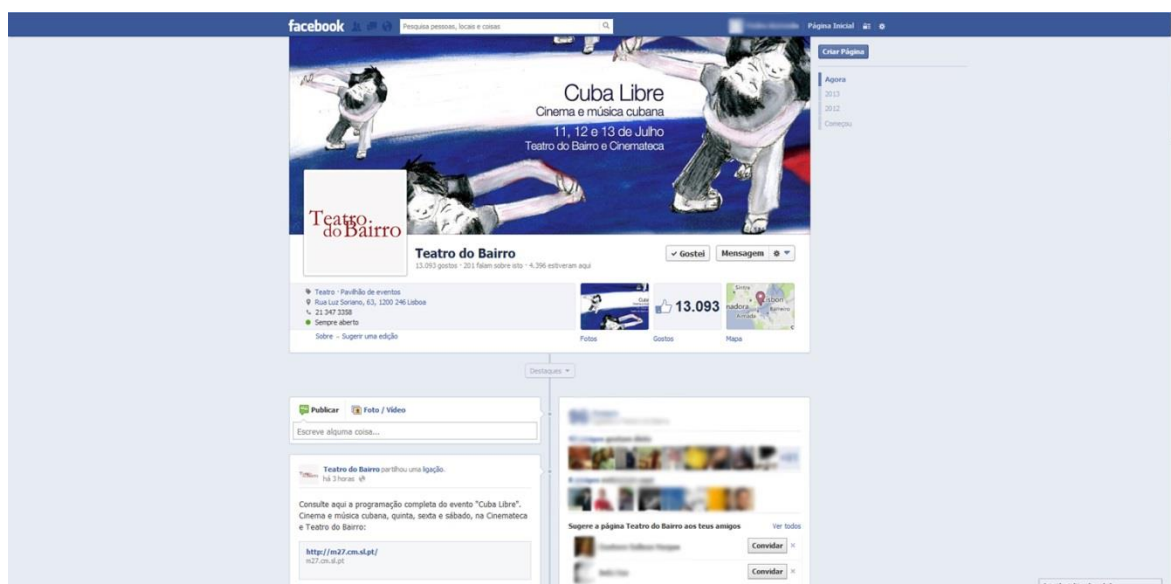 facebook
Pesquisa pessoas, locais e coisas
Página Inicial
Criar Página
Agora
2013
2012
Começou
Cuba Libre
Cinema e música cubana
11, 12 e 13 de Julho
Teatro do Bairro e Cinemateca
Teatro
do Bairro
Teatro do Bairro
13.093 gostos · 201 falam sobre isto · 4.396 estiveram aqui
✓ Gostei
Mensagem
Teatro · Pavilhão de eventos
Rua Luz Soriano, 63, 1200 246 Lisboa
21 347 3358
Sempre aberto
Sobre – Sugerir uma edição
13.093
Sintra
Lisbon
Amadora
Almada
Barreiro
Fotos
Gostos
Mapa
Destaques
Publicar
Foto / Vídeo
Escreve alguma coisa...
Teatro do Bairro partilhou uma ligação.
há 3 horas
Consulte aqui a programação completa do evento "Cuba Libre".
Cinema e música cubana, quinta, sexta e sábado, na Cinemateca
e Teatro do Bairro:
http://m27.cm.sl.pt/
m27.cm.sl.pt
Sugere a página Teatro do Bairro aos teus amigos
Ver todos
Convidar
Convidar